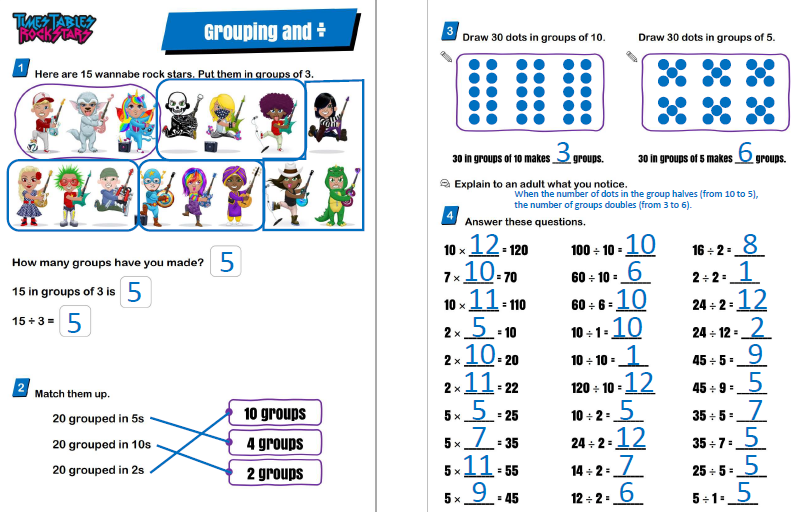 TIMES TABLES
ROCK STARS
Grouping and ÷
1 Here are 15 wannabe rock stars. Put them in groups of 3.
How many groups have you made? 5
15 in groups of 3 is 5
15 ÷ 3 = 5
2 Match them up.
20 grouped in 5s
20 grouped in 10s
20 grouped in 2s
10 groups
4 groups
2 groups
3 Draw 30 dots in groups of 10. Draw 30 dots in groups of 5.
30 in groups of 10 makes 3 groups. 30 in groups of 5 makes 6 groups.
Explain to an adult what you notice.
When the number of dots in the group halves (from 10 to 5),
the number of groups doubles (from 3 to 6).
4 Answer these questions.
10 × 12 = 120
7 × 10 = 70
10 × 11 = 110
2 × 5 = 10
2 × 10 = 20
2 × 11 = 22
5 × 5 = 25
5 × 7 = 35
5 × 11 = 55
5 × 9 = 45
100 ÷ 10 = 10
60 ÷ 10 = 6
60 ÷ 6 = 10
10 ÷ 1 = 10
10 ÷ 10 = 1
120 ÷ 10 = 12
10 ÷ 2 = 5
24 ÷ 2 = 12
14 ÷ 2 = 7
12 ÷ 2 = 6
16 ÷ 2 = 8
2 ÷ 2 = 1
24 ÷ 2 = 12
24 ÷ 12 = 2
45 ÷ 5 = 9
45 ÷ 9 = 5
35 ÷ 5 = 7
35 ÷ 7 = 5
25 ÷ 5 = 5
5 ÷ 1 = 5